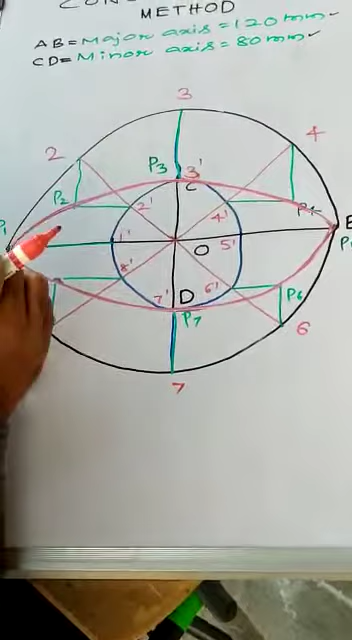 METHOD
AB=Major axis=120mm
CD=Minor axis=80mm
3
2
4
P3
3'
C
P2
2'
4'
P1
1'
O
5'
8'
6'
D
7'
P6
P7
6
7